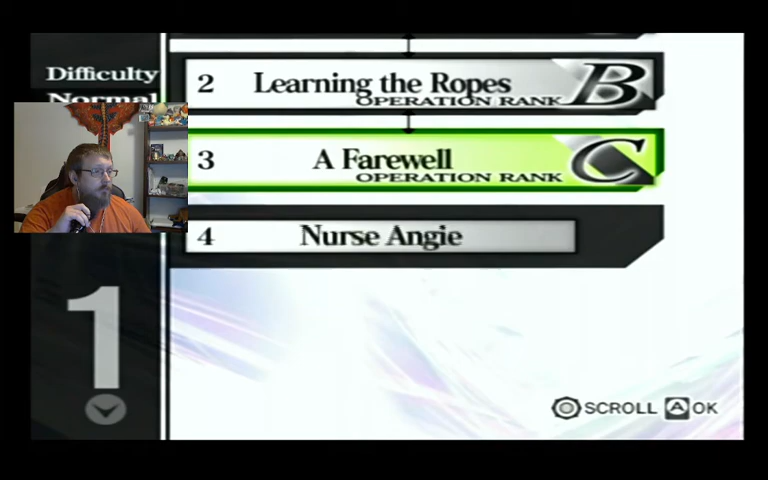 Difficulty
Normal
2 Learning the Ropes
OPERATION RANK B
3 A Farewell
OPERATION RANK C
4 Nurse Angie
1
SCROLL A OK